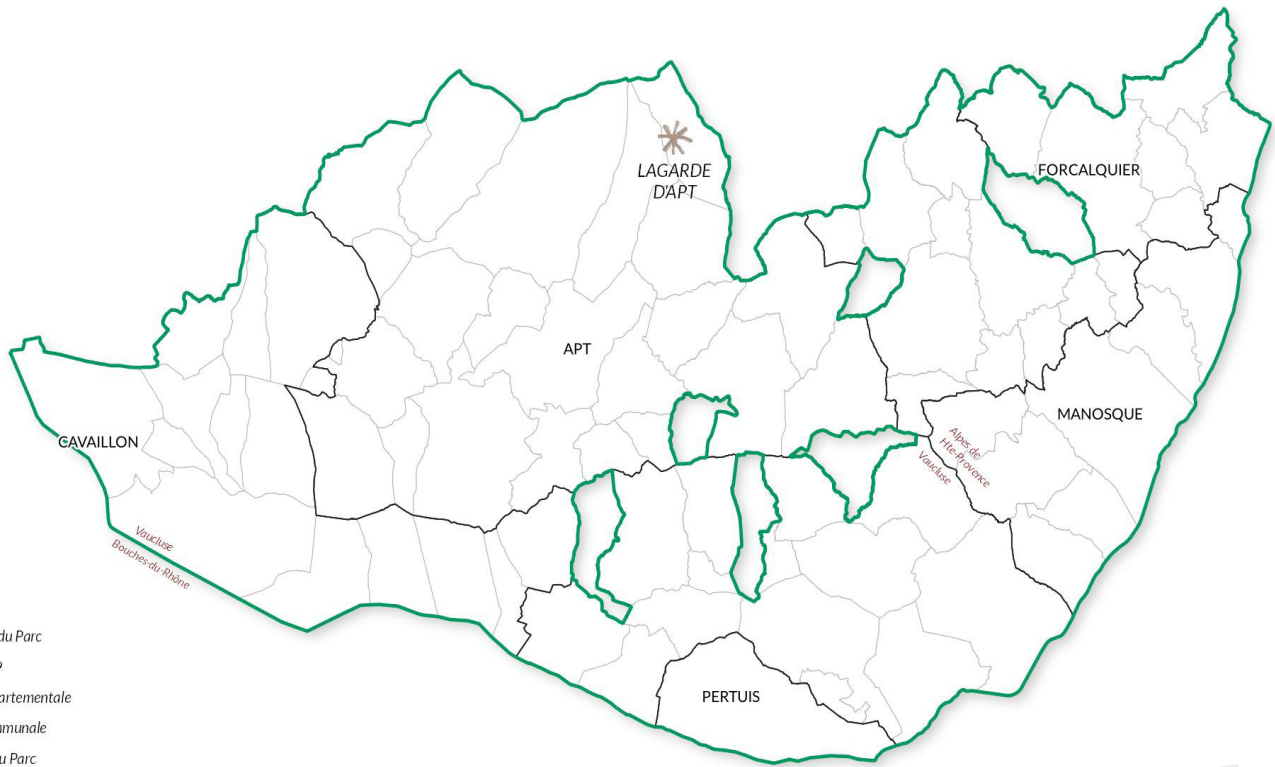 LAGARDE
D'APT
FORCALQUIER
APT
CAVAILLON
MANOSQUE
Alpes de
Hte-Provence
Vaucluse
Vaucluse
Bouches-du-Rhône
du Parc
artementale
mmunale
u Parc
PERTUIS